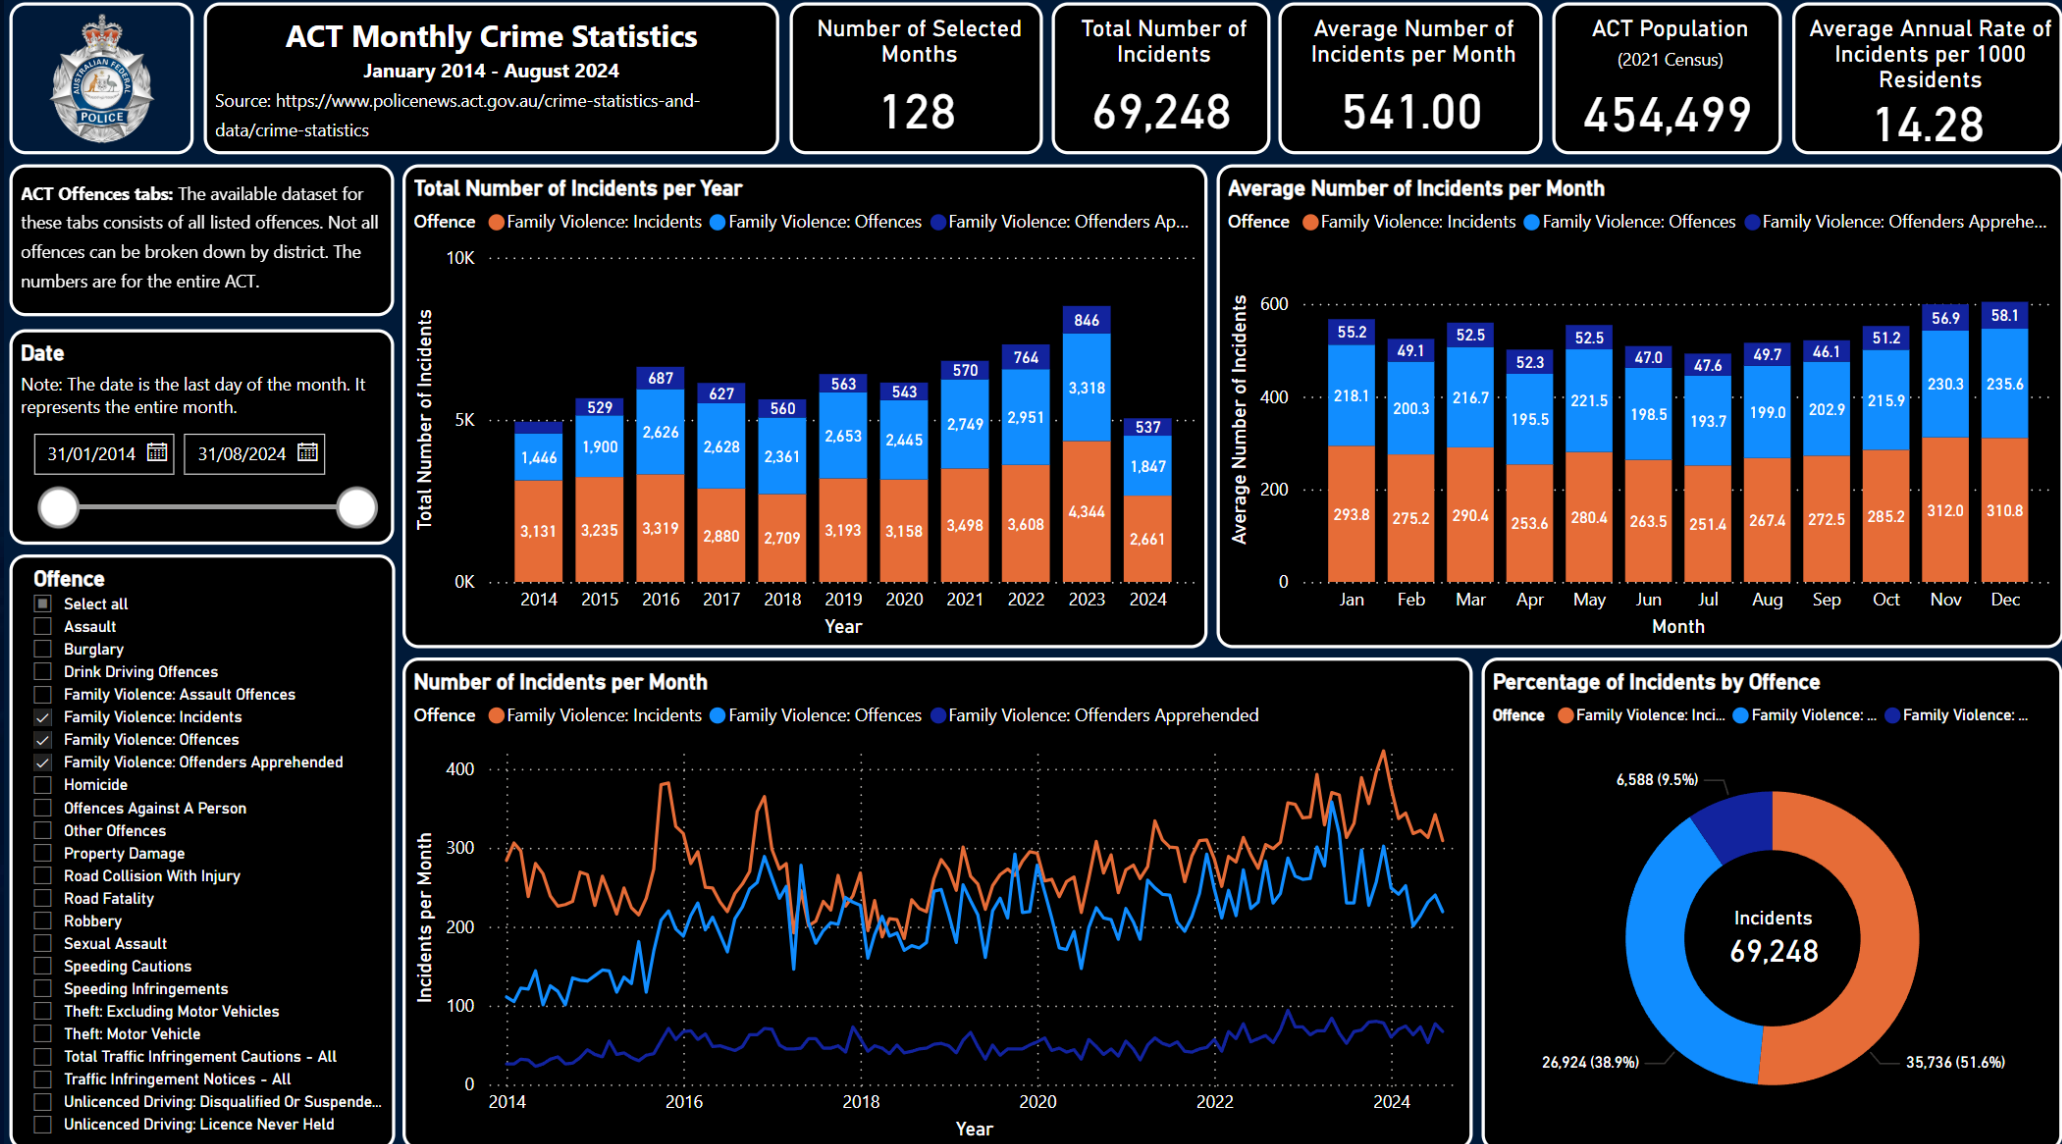 AUSTRALIAN FEDERAL
POLICE
ACT Monthly Crime Statistics
January 2014 - August 2024
Source: https://www.policenews.act.gov.au/crime-statistics-and-
data/crime-statistics
Number of Selected
Months
128
Total Number of
Incidents
69,248
Average Number of
Incidents per Month
541.00
ACT Population
(2021 Census)
454,499
Average Annual Rate of
Incidents per 1000
Residents
14.28
ACT Offences tabs: The available dataset for
these tabs consists of all listed offences. Not all
offences can be broken down by district. The
numbers are for the entire ACT.
Date
Note: The date is the last day of the month. It
represents the entire month.
31/01/2014
31/08/2024
Offence
Select all
Assault
Burglary
Drink Driving Offences
Family Violence: Assault Offences
Family Violence: Incidents
Family Violence: Offences
Family Violence: Offenders Apprehended
Homicide
Offences Against A Person
Other Offences
Property Damage
Road Collision With Injury
Road Fatality
Robbery
Sexual Assault
Speeding Cautions
Speeding Infringements
Theft: Excluding Motor Vehicles
Theft: Motor Vehicle
Total Traffic Infringement Cautions - All
Traffic Infringement Notices - All
Unlicenced Driving: Disqualified Or Suspende...
Unlicenced Driving: Licence Never Held
Total Number of Incidents per Year
Offence Family Violence: Incidents Family Violence: Offences Family Violence: Offenders Ap...
Total Number of Incidents
10K
5K
0K
846
764
687 570
627 563 543
529 560
3,318
2,951
2,749
2,626 2,628 2,653 2,445
1,446 1,900 2,361
537
1,847
3,131 3,235 3,319 2,880 2,709 3,193 3,158 3,498 3,608 4,344 2,661
2014 2015 2016 2017 2018 2019 2020 2021 2022 2023 2024
Year
Average Number of Incidents per Month
Offence Family Violence: Incidents Family Violence: Offences Family Violence: Offenders Apprehe...
Average Number of Incidents
600
400
200
0
55.2 49.1 52.5 52.3 52.5 47.0 47.6 49.7 46.1 51.2 56.9 58.1
218.1 200.3 216.7 195.5 221.5 198.5 193.7 199.0 202.9 215.9 230.3 235.6
293.8 275.2 290.4 253.6 280.4 263.5 251.4 267.4 272.5 285.2 312.0 310.8
Jan Feb Mar Apr May Jun Jul Aug Sep Oct Nov Dec
Month
Number of Incidents per Month
Offence Family Violence: Incidents Family Violence: Offences Family Violence: Offenders Apprehended
Incidents per Month
400
300
200
100
0
2014 2016 2018 2020 2022 2024
Year
Percentage of Incidents by Offence
Offence Family Violence: Inci... Family Violence: ... Family Violence: ...
6,588 (9.5%)
Incidents
69,248
26,924 (38.9%)
35,736 (51.6%)